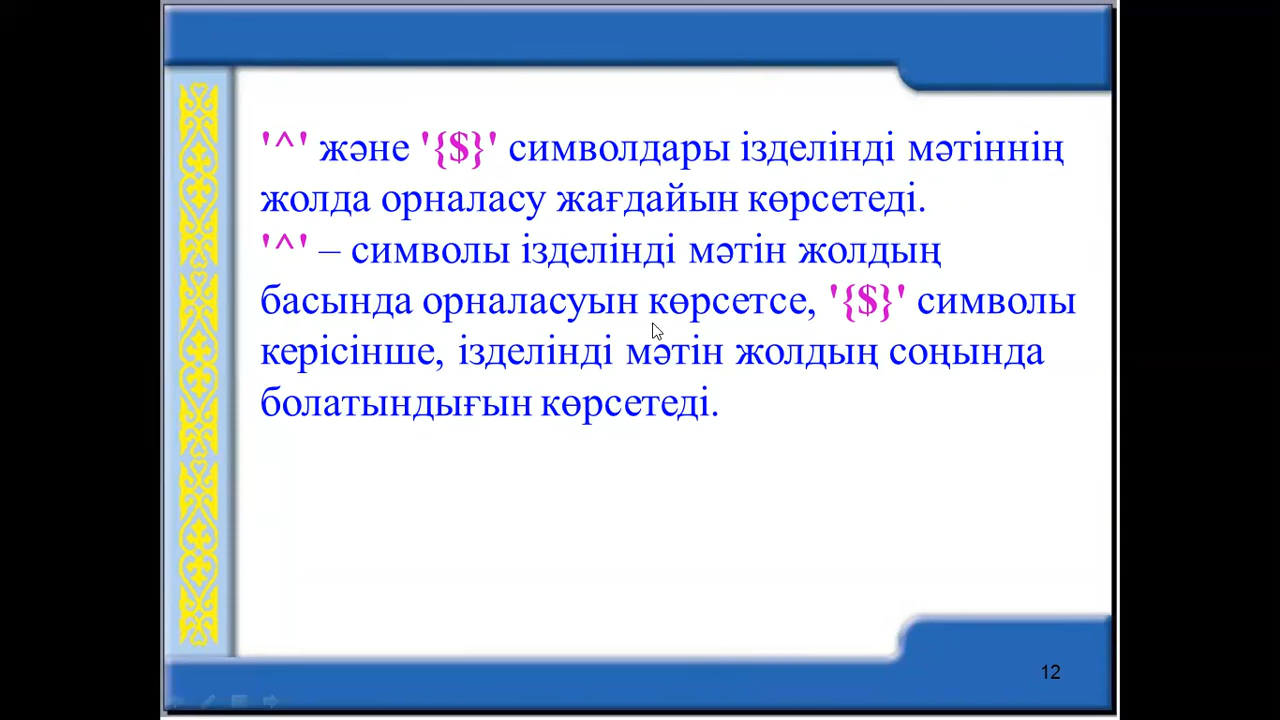 '^' және '{$}' символдары ізделінді мәтіннің
жолда орналасу жағдайын көрсетеді.
'^' – символы ізделінді мәтін жолдың
басында орналасуын көрсетсе, '{$}' символы
керісінше, ізделінді мәтін жолдың соңында
болатындығын көрсетеді.
12